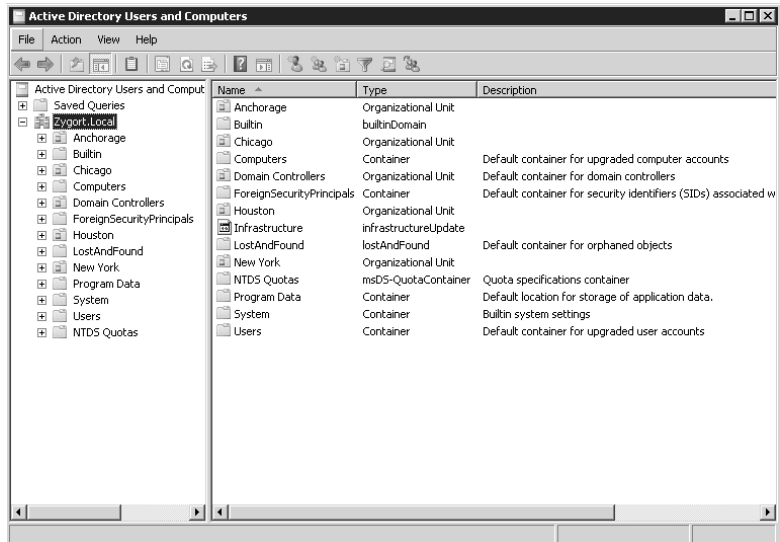 Active Directory Users and Computers
File Action View Help
Active Directory Users and Comput
Saved Queries
Zygort.Local
Anchorage
Builtin
Chicago
Computers
Domain Controllers
ForeignSecurityPrincipals
Houston
LostAndFound
New York
Program Data
System
Users
NTDS Quotas
Name Type Description
Anchorage Organizational Unit
Builtin builtinDomain
Chicago Organizational Unit
Computers Container Default container for upgraded computer accounts
Domain Controllers Organizational Unit Default container for domain controllers
ForeignSecurityPrincipals Container Default container for security identifiers (SIDs) associated w
Houston Organizational Unit
Infrastructure infrastructureUpdate
LostAndFound lostAndFound Default container for orphaned objects
New York Organizational Unit
NTDS Quotas msDS-QuotaContainer Quota specifications container
Program Data Container Default location for storage of application data.
System Container Builtin system settings
Users Container Default container for upgraded user accounts